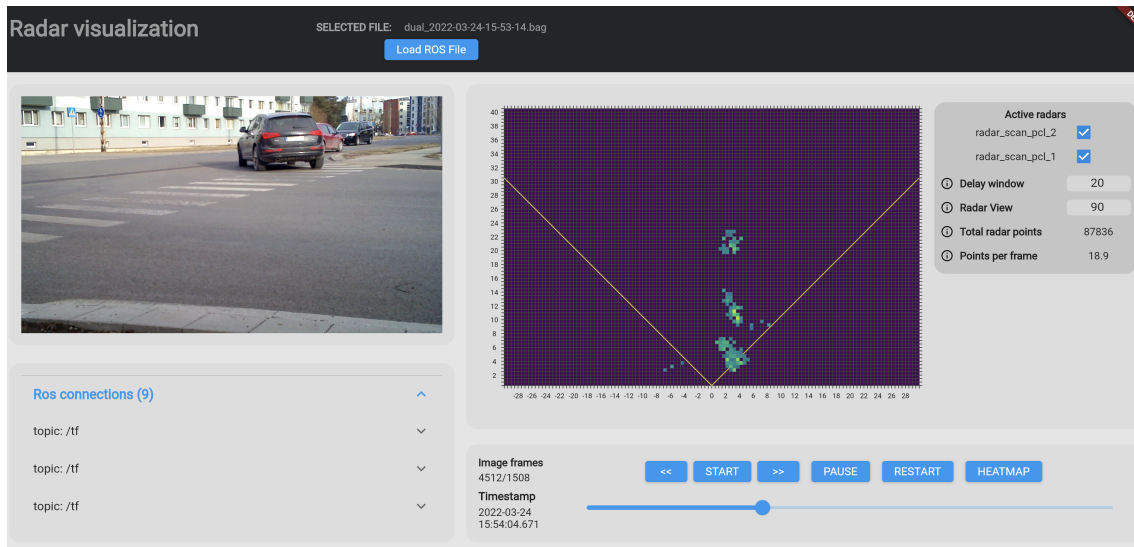 Radar visualization
SELECTED FILE: dual_2022-03-24-15-53-14.bag
Load ROS File
40
36
34
32
30
28
26
24
22
20
18
16
14
12
10
8
6
4
2
-28 -26 -24 -22 -20 -18 -16 -14 -12 -10 -8 -6 -4 -2 0 2 4 6 8 10 12 14 16 18 20 22 24 26 28
Active radars
radar_scan_pcl_2
radar_scan_pcl_1
Delay window 20
Radar View 90
Total radar points 87836
Points per frame 18.9
Ros connections (9)
topic: /tf
topic: /tf
topic: /tf
Image frames
4512/1508
<< START >> PAUSE RESTART HEATMAP
Timestamp
2022-03-24
15:54:04.671